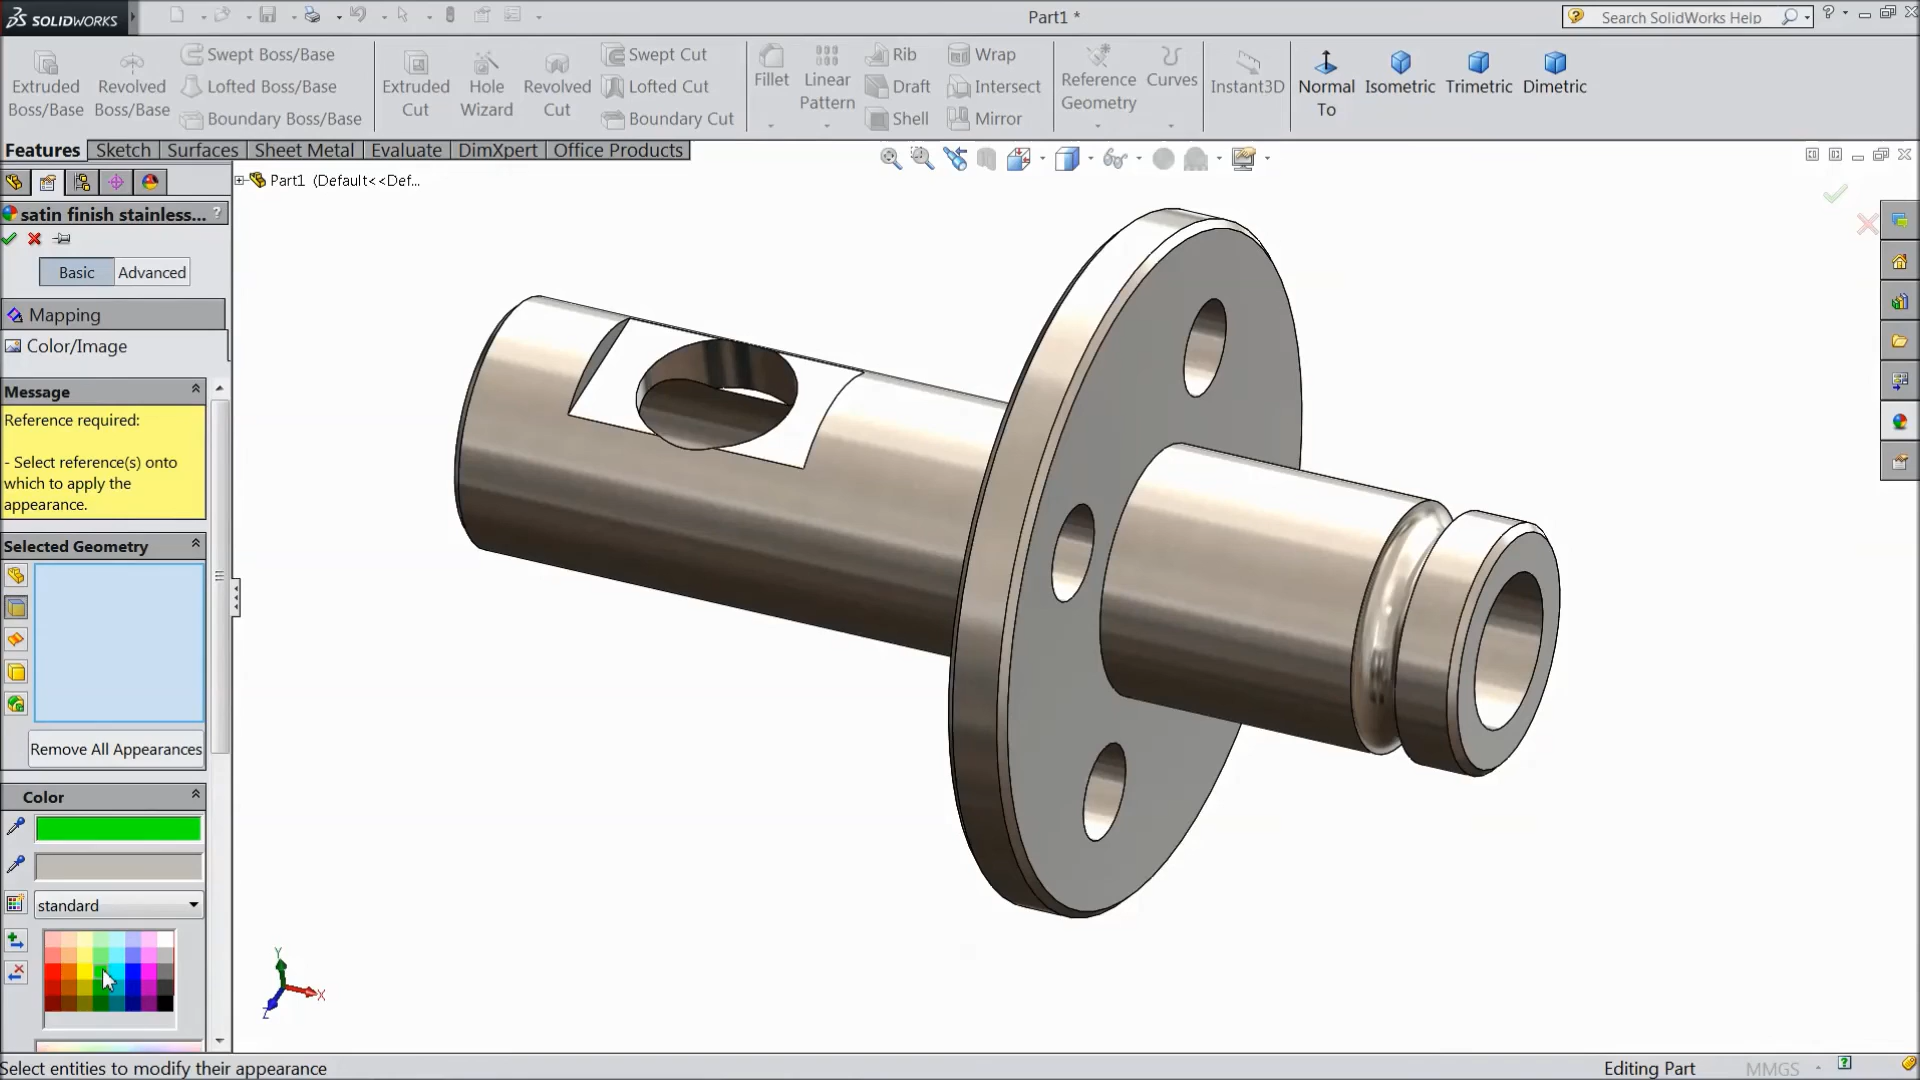 SOLIDWORKS
Part1 *
Search SolidWorks Help
Extruded Boss/Base
Revolved Boss/Base
Swept Boss/Base
Lofted Boss/Base
Boundary Boss/Base
Extruded Cut
Hole Wizard
Revolved Cut
Swept Cut
Lofted Cut
Boundary Cut
Fillet
Linear Pattern
Rib
Draft
Shell
Wrap
Intersect
Mirror
Reference Geometry
Curves
Instant3D
Normal To
Isometric
Trimetric
Dimetric
Features
Sketch
Surfaces
Sheet Metal
Evaluate
DimXpert
Office Products
Part1 (Default<<Def...
satin finish stainless... ?
Basic
Advanced
Mapping
Color/Image
Message
Reference required:
- Select reference(s) onto
which to apply the
appearance.
Selected Geometry
Remove All Appearances
Color
standard
Y
X
Z
Select entities to modify their appearance
Editing Part
MMGS